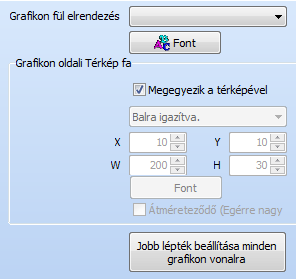 Grafikon fül elrendezés
Font
Grafikon oldali Térkép fa
Megegyezik a térképével
Balra igazítva.
X 10 Y 10
W 200 H 30
Font
Átméreteződő (Egérre nagy
Jobb lépték beállítása minden
grafikon vonalra